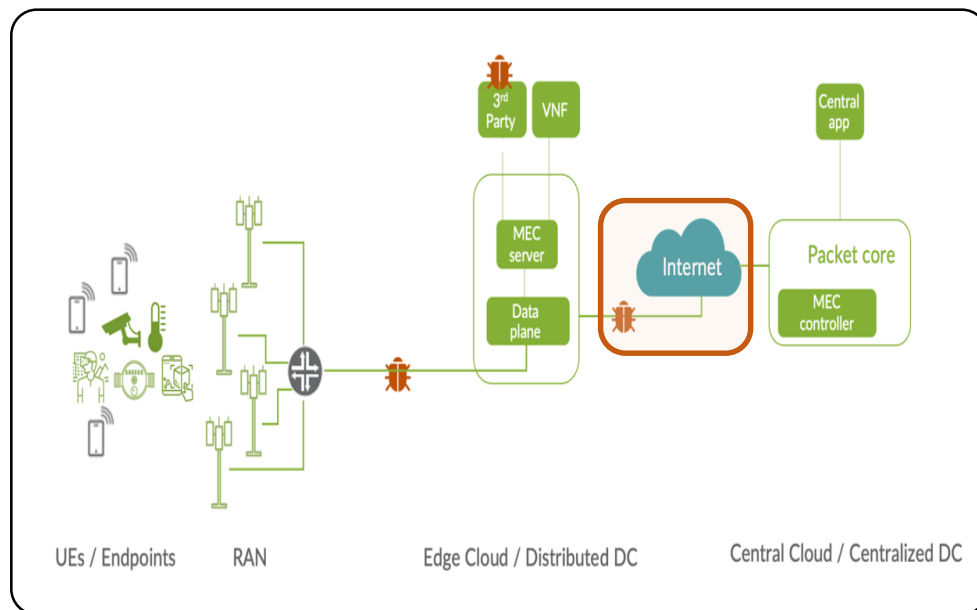 3rd
Party
VNF
Central
app
MEC
server
Internet
Packet core
Data
plane
MEC
controller
UEs / Endpoints
RAN
Edge Cloud / Distributed DC
Central Cloud / Centralized DC